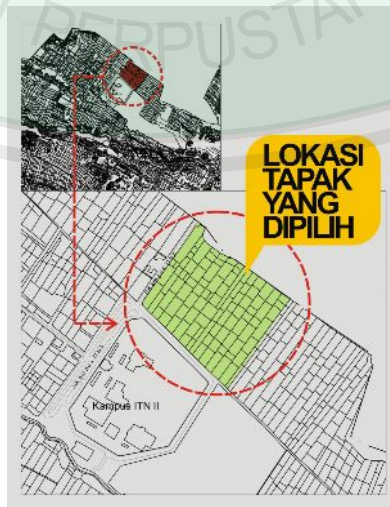 PERPUSTA
LOKASI
TAPAK
YANG
DIPILIH
Kampus ITN II